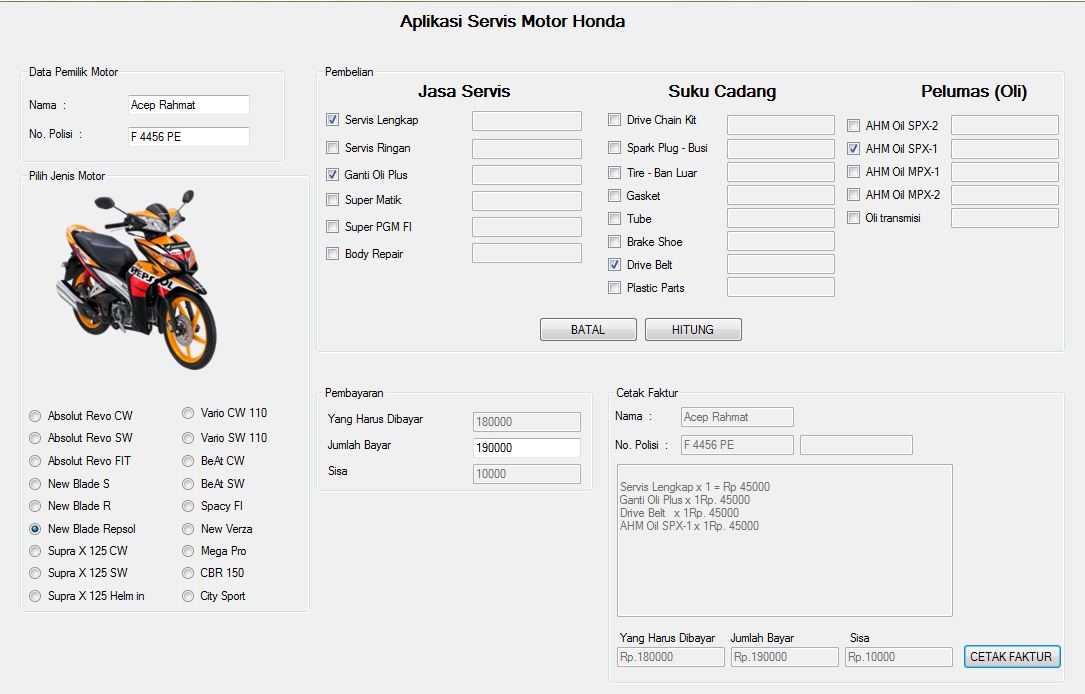 Aplikasi Servis Motor Honda
Data Pemilik Motor
Nama : Acep Rahmat
No. Polisi : F 4456 PE
Pilih Jenis Motor
REPSOL
Absolut Revo CW
Absolut Revo SW
Absolut Revo FIT
New Blade S
New Blade R
New Blade Repsol
Supra X 125 CW
Supra X 125 SW
Supra X 125 Helm in
Vario CW 110
Vario SW 110
BeAt CW
BeAt SW
Spacy FI
New Verza
Mega Pro
CBR 150
City Sport
Pembelian
Jasa Servis
Servis Lengkap
Servis Ringan
Ganti Oli Plus
Super Matik
Super PGM FI
Body Repair
Suku Cadang
Drive Chain Kit
Spark Plug - Busi
Tire - Ban Luar
Gasket
Tube
Brake Shoe
Drive Belt
Plastic Parts
Pelumas (Oli)
AHM Oil SPX-2
AHM Oil SPX-1
AHM Oil MPX-1
AHM Oil MPX-2
Oli transmisi
BATAL HITUNG
Pembayaran
Yang Harus Dibayar 180000
Jumlah Bayar 190000
Sisa 10000
Cetak Faktur
Nama : Acep Rahmat
No. Polisi : F 4456 PE
Servis Lengkap x 1 = Rp 45000
Ganti Oli Plus x 1Rp. 45000
Drive Belt x 1Rp. 45000
AHM Oil SPX-1 x 1Rp. 45000
Yang Harus Dibayar Jumlah Bayar Sisa
Rp.180000 Rp.190000 Rp.10000 CETAK FAKTUR